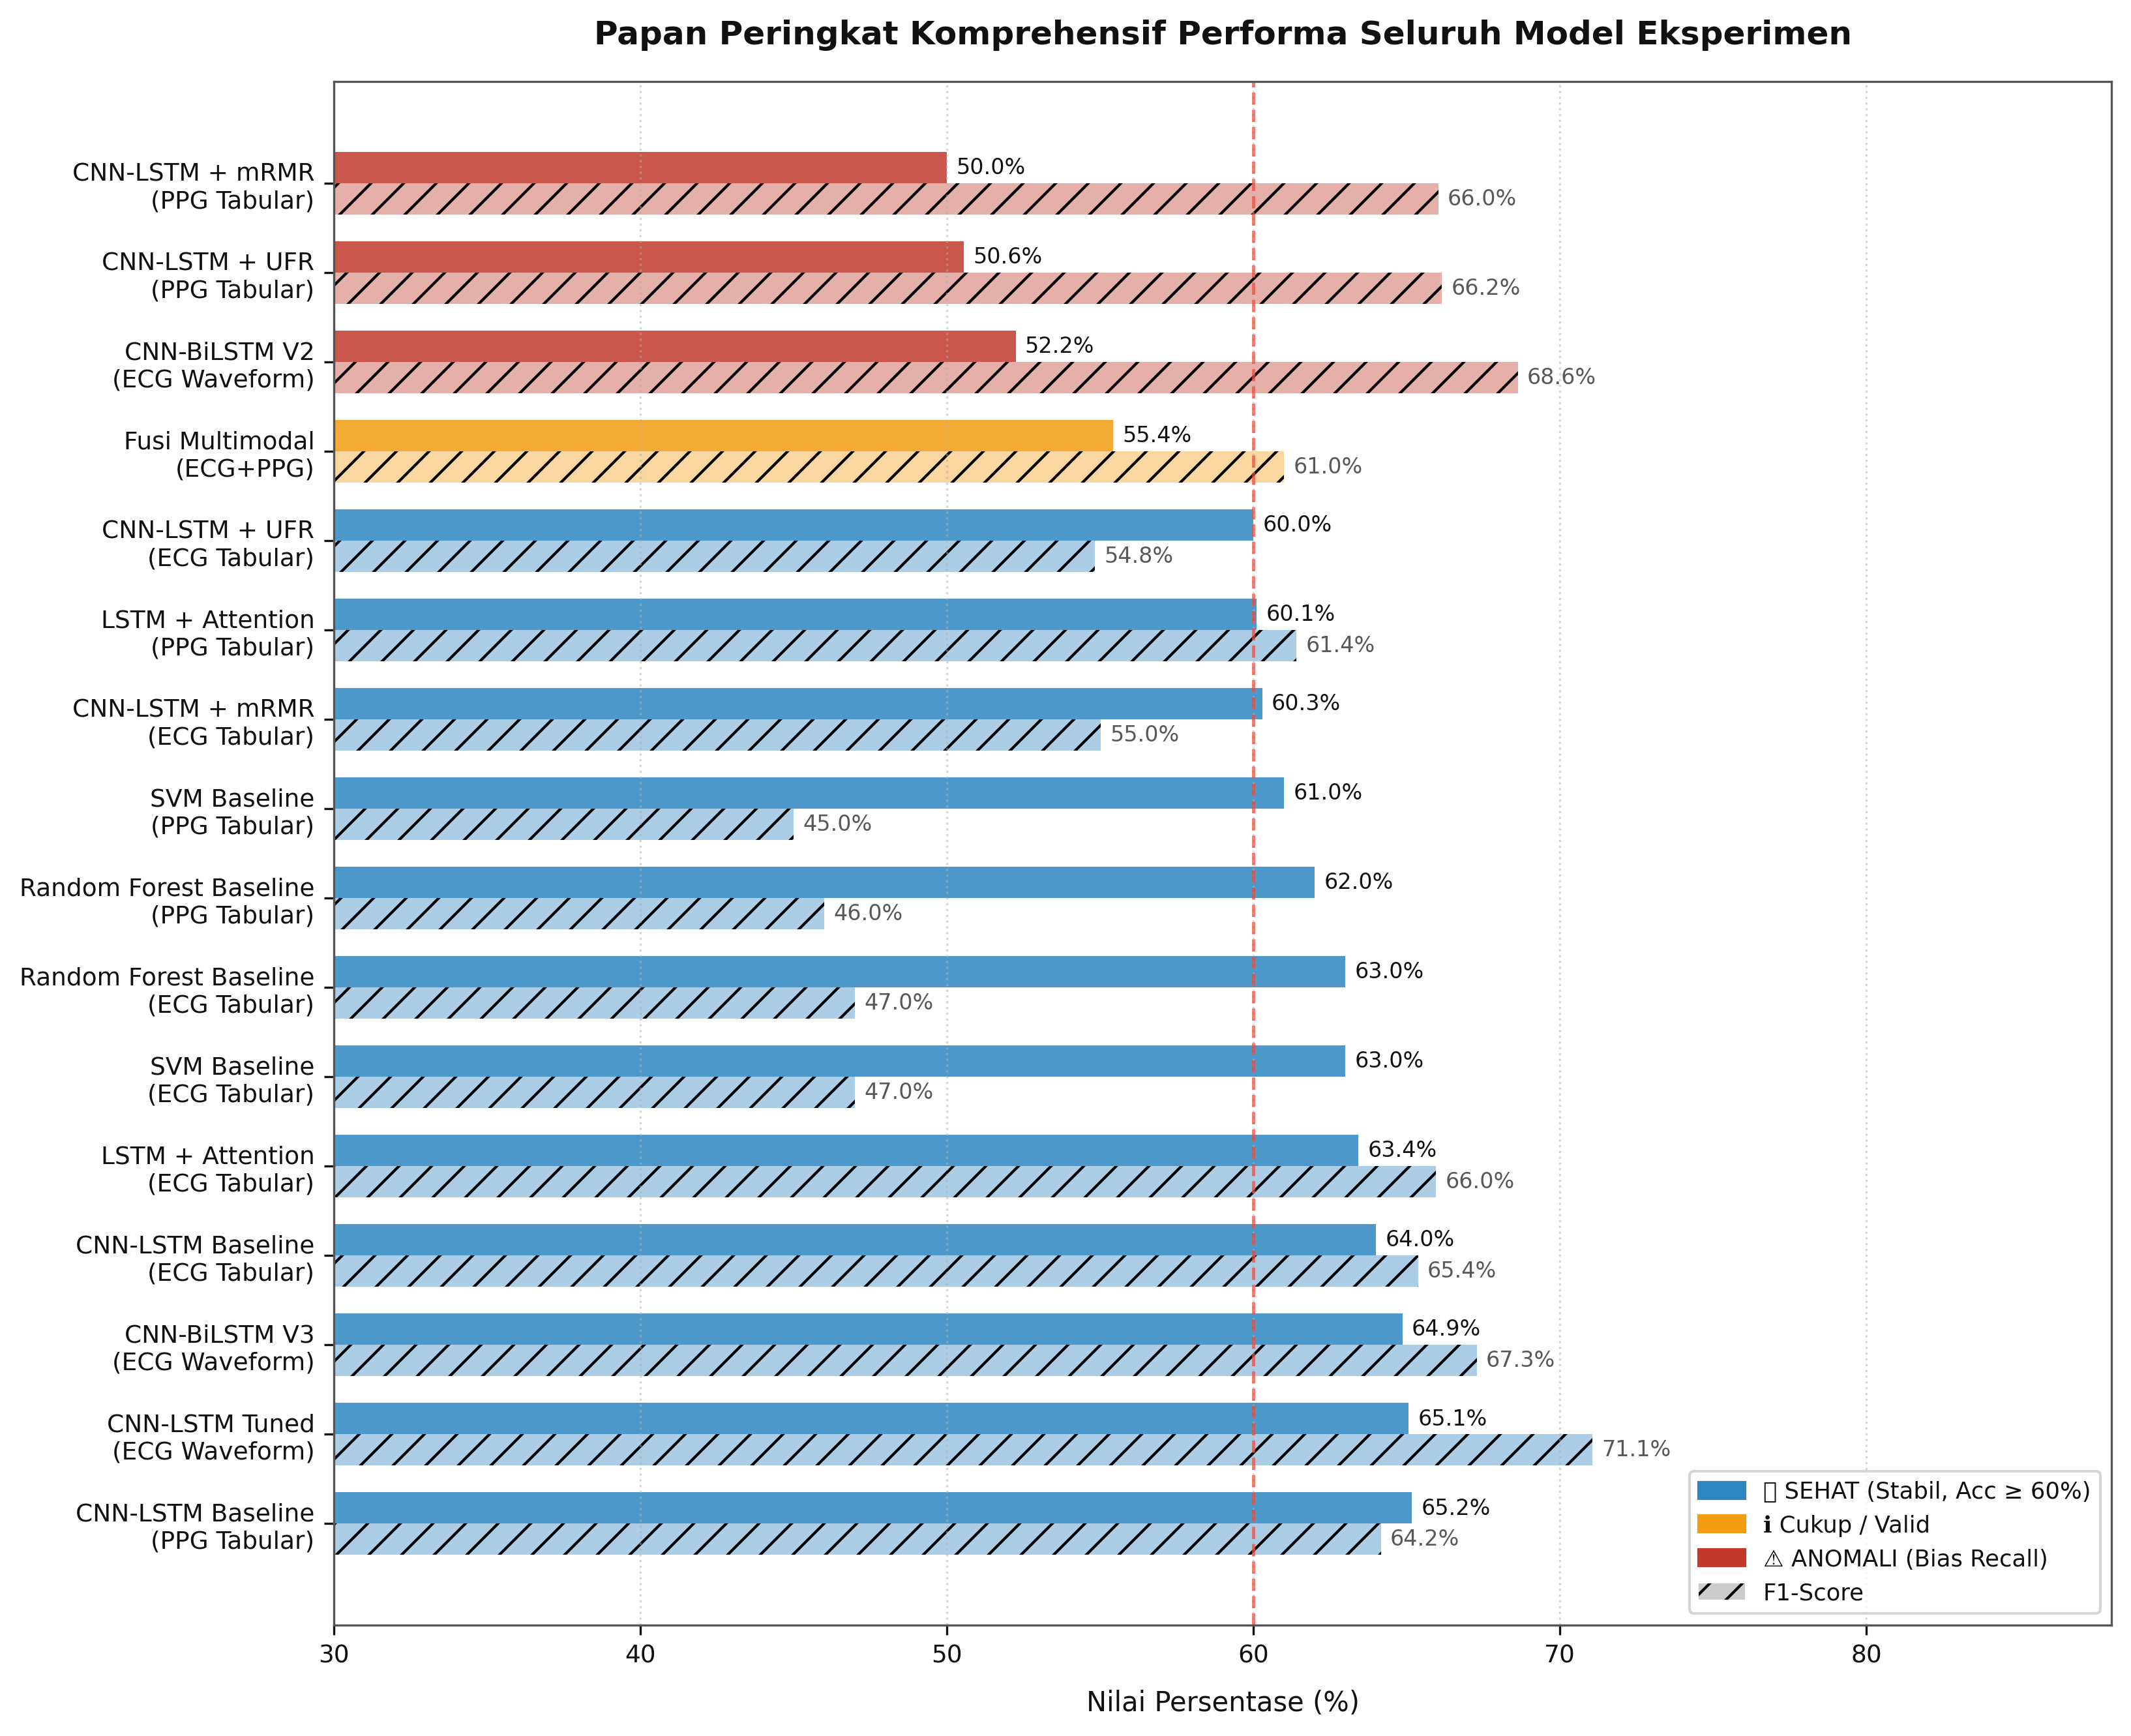 Papan Peringkat Komprehensif Performa Seluruh Model Eksperimen
CNN-LSTM + mRMR
(PPG Tabular)
50.0%
66.0%
CNN-LSTM + UFR
(PPG Tabular)
50.6%
66.2%
CNN-BiLSTM V2
(ECG Waveform)
52.2%
68.6%
Fusi Multimodal
(ECG+PPG)
55.4%
61.0%
CNN-LSTM + UFR
(ECG Tabular)
60.0%
54.8%
LSTM + Attention
(PPG Tabular)
60.1%
61.4%
CNN-LSTM + mRMR
(ECG Tabular)
60.3%
55.0%
SVM Baseline
(PPG Tabular)
61.0%
45.0%
Random Forest Baseline
(PPG Tabular)
62.0%
46.0%
Random Forest Baseline
(ECG Tabular)
63.0%
47.0%
SVM Baseline
(ECG Tabular)
63.0%
47.0%
LSTM + Attention
(ECG Tabular)
63.4%
66.0%
CNN-LSTM Baseline
(ECG Tabular)
64.0%
65.4%
CNN-BiLSTM V3
(ECG Waveform)
64.9%
67.3%
CNN-LSTM Tuned
(ECG Waveform)
65.1%
71.1%
CNN-LSTM Baseline
(PPG Tabular)
65.2%
64.2%
▯ SEHAT (Stabil, Acc ≥ 60%)
ℹ Cukup / Valid
⚠ ANOMALI (Bias Recall)
F1-Score
30 40 50 60 70 80
Nilai Persentase (%)